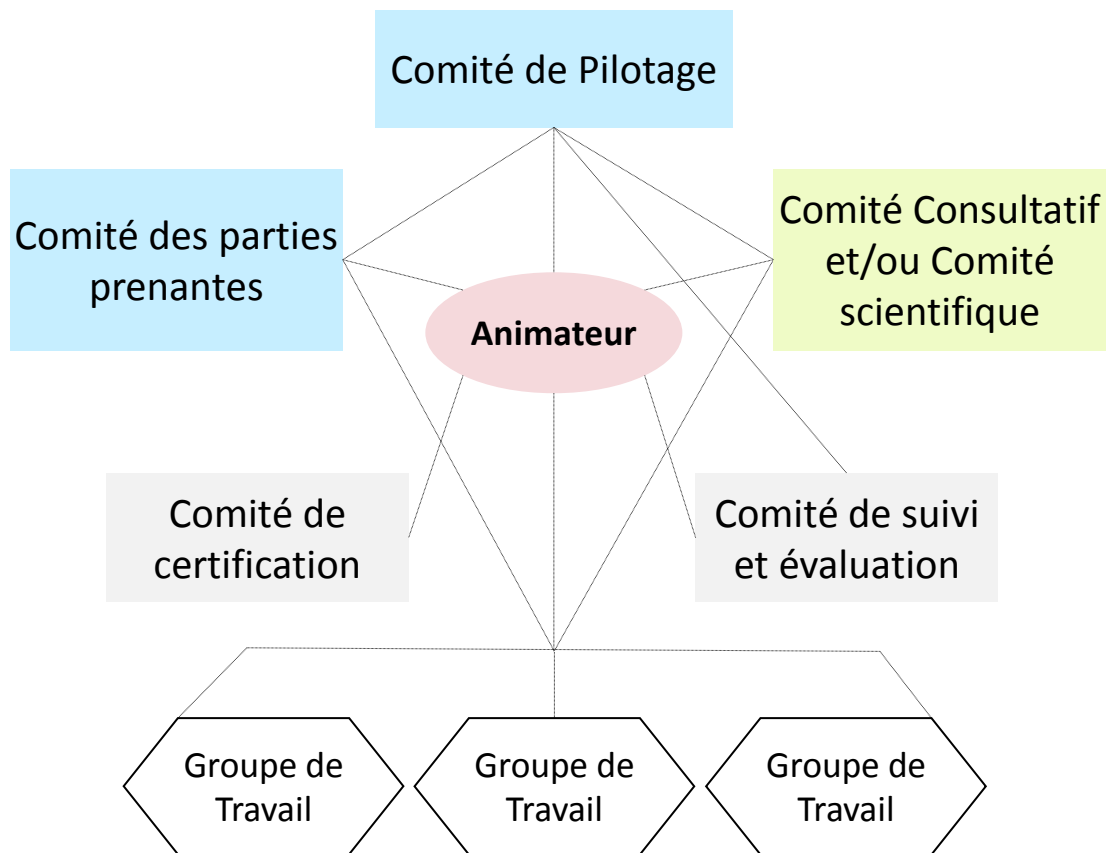 Comité de Pilotage
Comité des parties
prenantes
Comité Consultatif
et/ou Comité
scientifique
Animateur
Comité de
certification
Comité de suivi
et évaluation
Groupe de
Travail
Groupe de
Travail
Groupe de
Travail